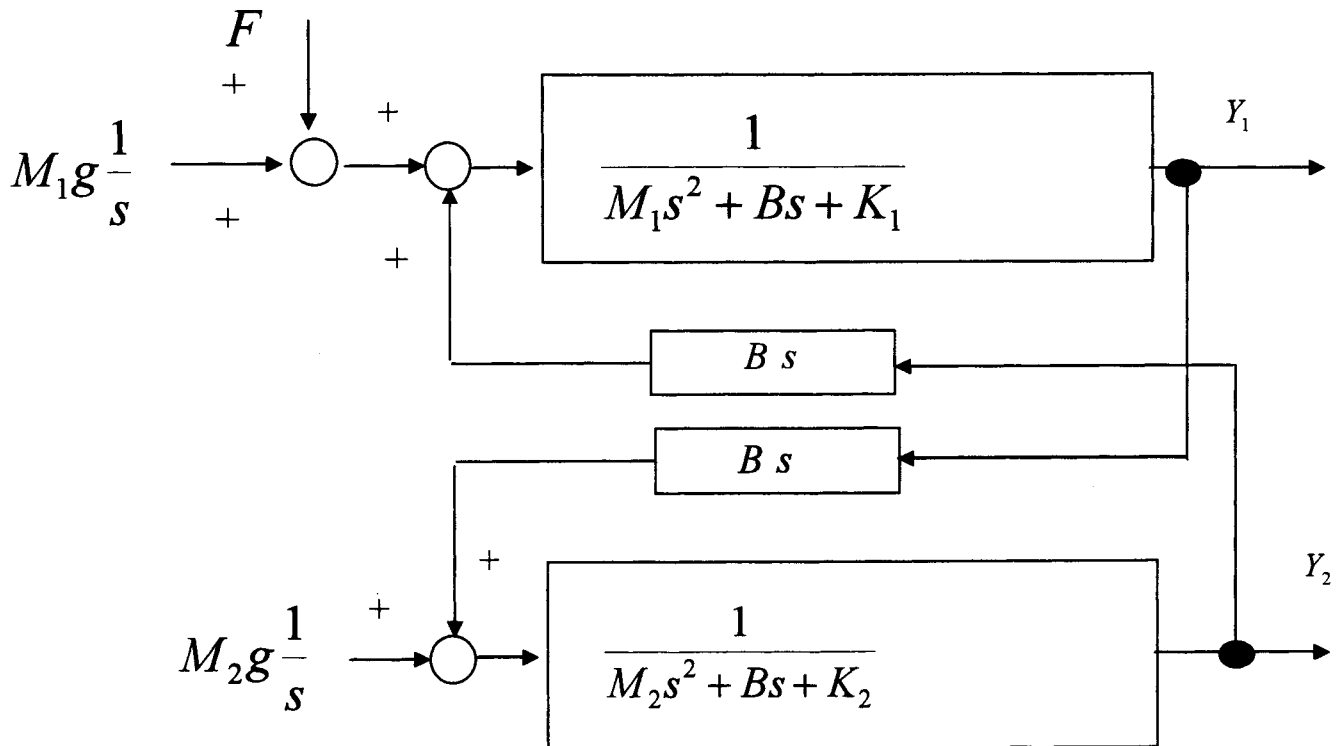 F
+
+
M₁g 1/s
+
+
1/(M₁s² + Bs + K₁)
Y₁
B s
B s
+
+
M₂g 1/s
1/(M₂s² + Bs + K₂)
Y₂